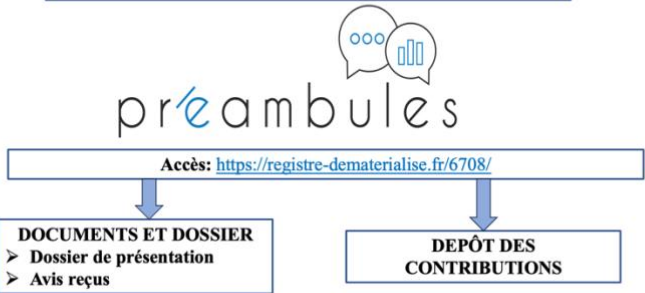 préambules
Accès: https://registre-dematerialise.fr/6708/
DOCUMENTS ET DOSSIER
➤ Dossier de présentation
➤ Avis reçus
DEPÔT DES
CONTRIBUTIONS